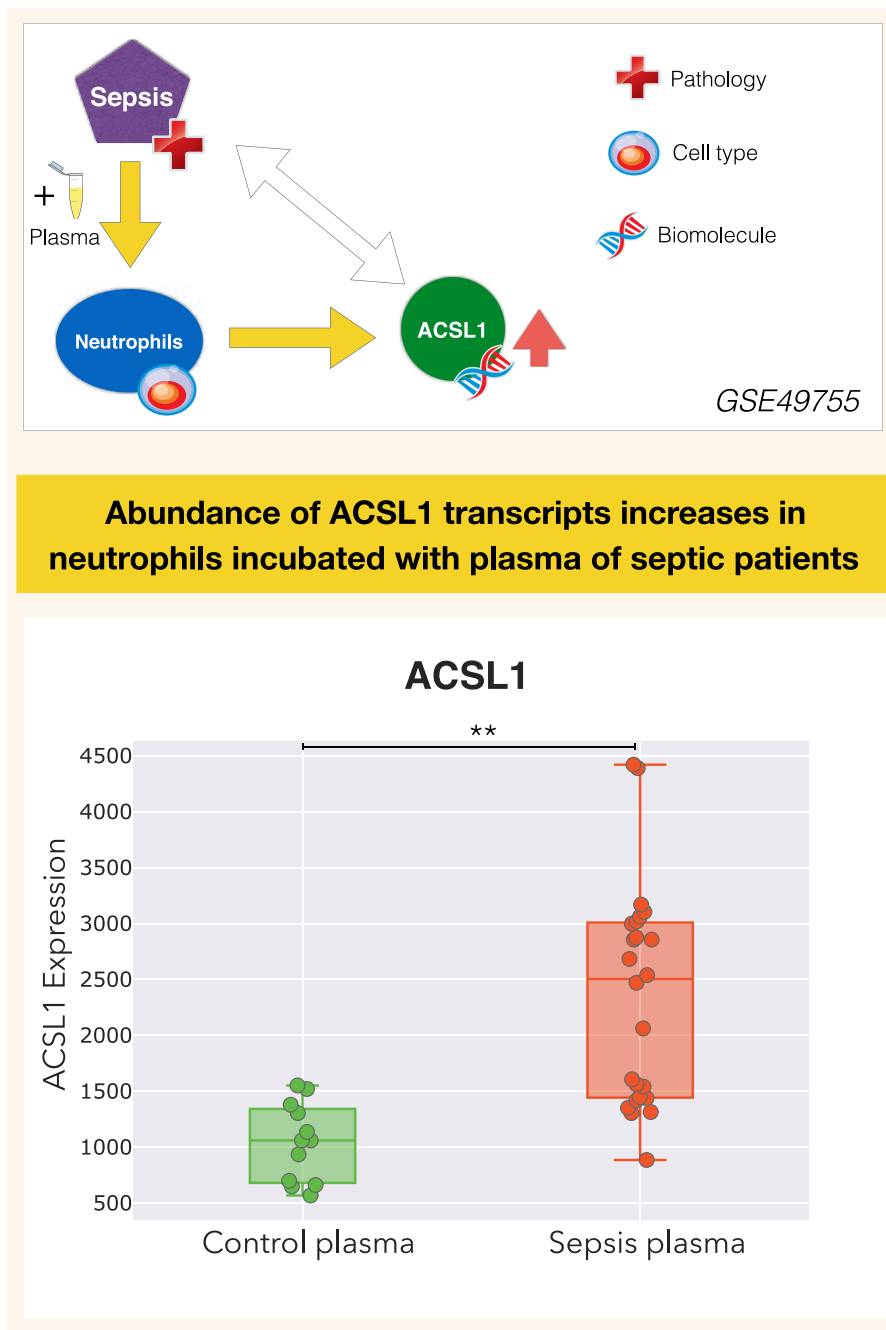 Sepsis
Pathology
Cell type
+
Plasma
Biomolecule
Neutrophils
ACSL1
GSE49755
Abundance of ACSL1 transcripts increases in
neutrophils incubated with plasma of septic patients
ACSL1
**
4500
4000
3500
3000
2500
2000
1500
1000
500
ACSL1 Expression
Control plasma
Sepsis plasma